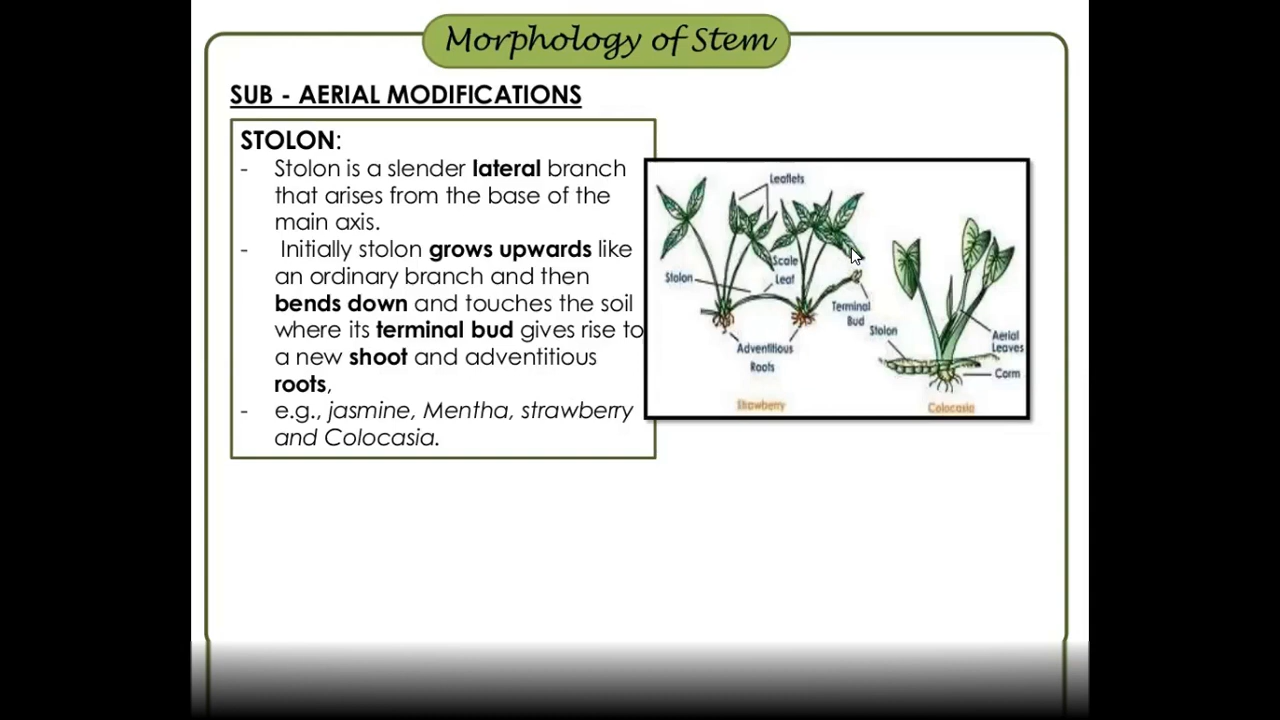 Morphology of Stem
SUB - AERIAL MODIFICATIONS
STOLON:
- Stolon is a slender lateral branch
that arises from the base of the
main axis.
- Initially stolon grows upwards like
an ordinary branch and then
bends down and touches the soil
where its terminal bud gives rise to
a new shoot and adventitious
roots,
- e.g., jasmine, Mentha, strawberry
and Colocasia.
Leaflets
Scale
Leaf
Stolon
Terminal
Bud
Adventitious
Roots
Strawberry
Stolon
Aerial
Leaves
Corm
Colocasia